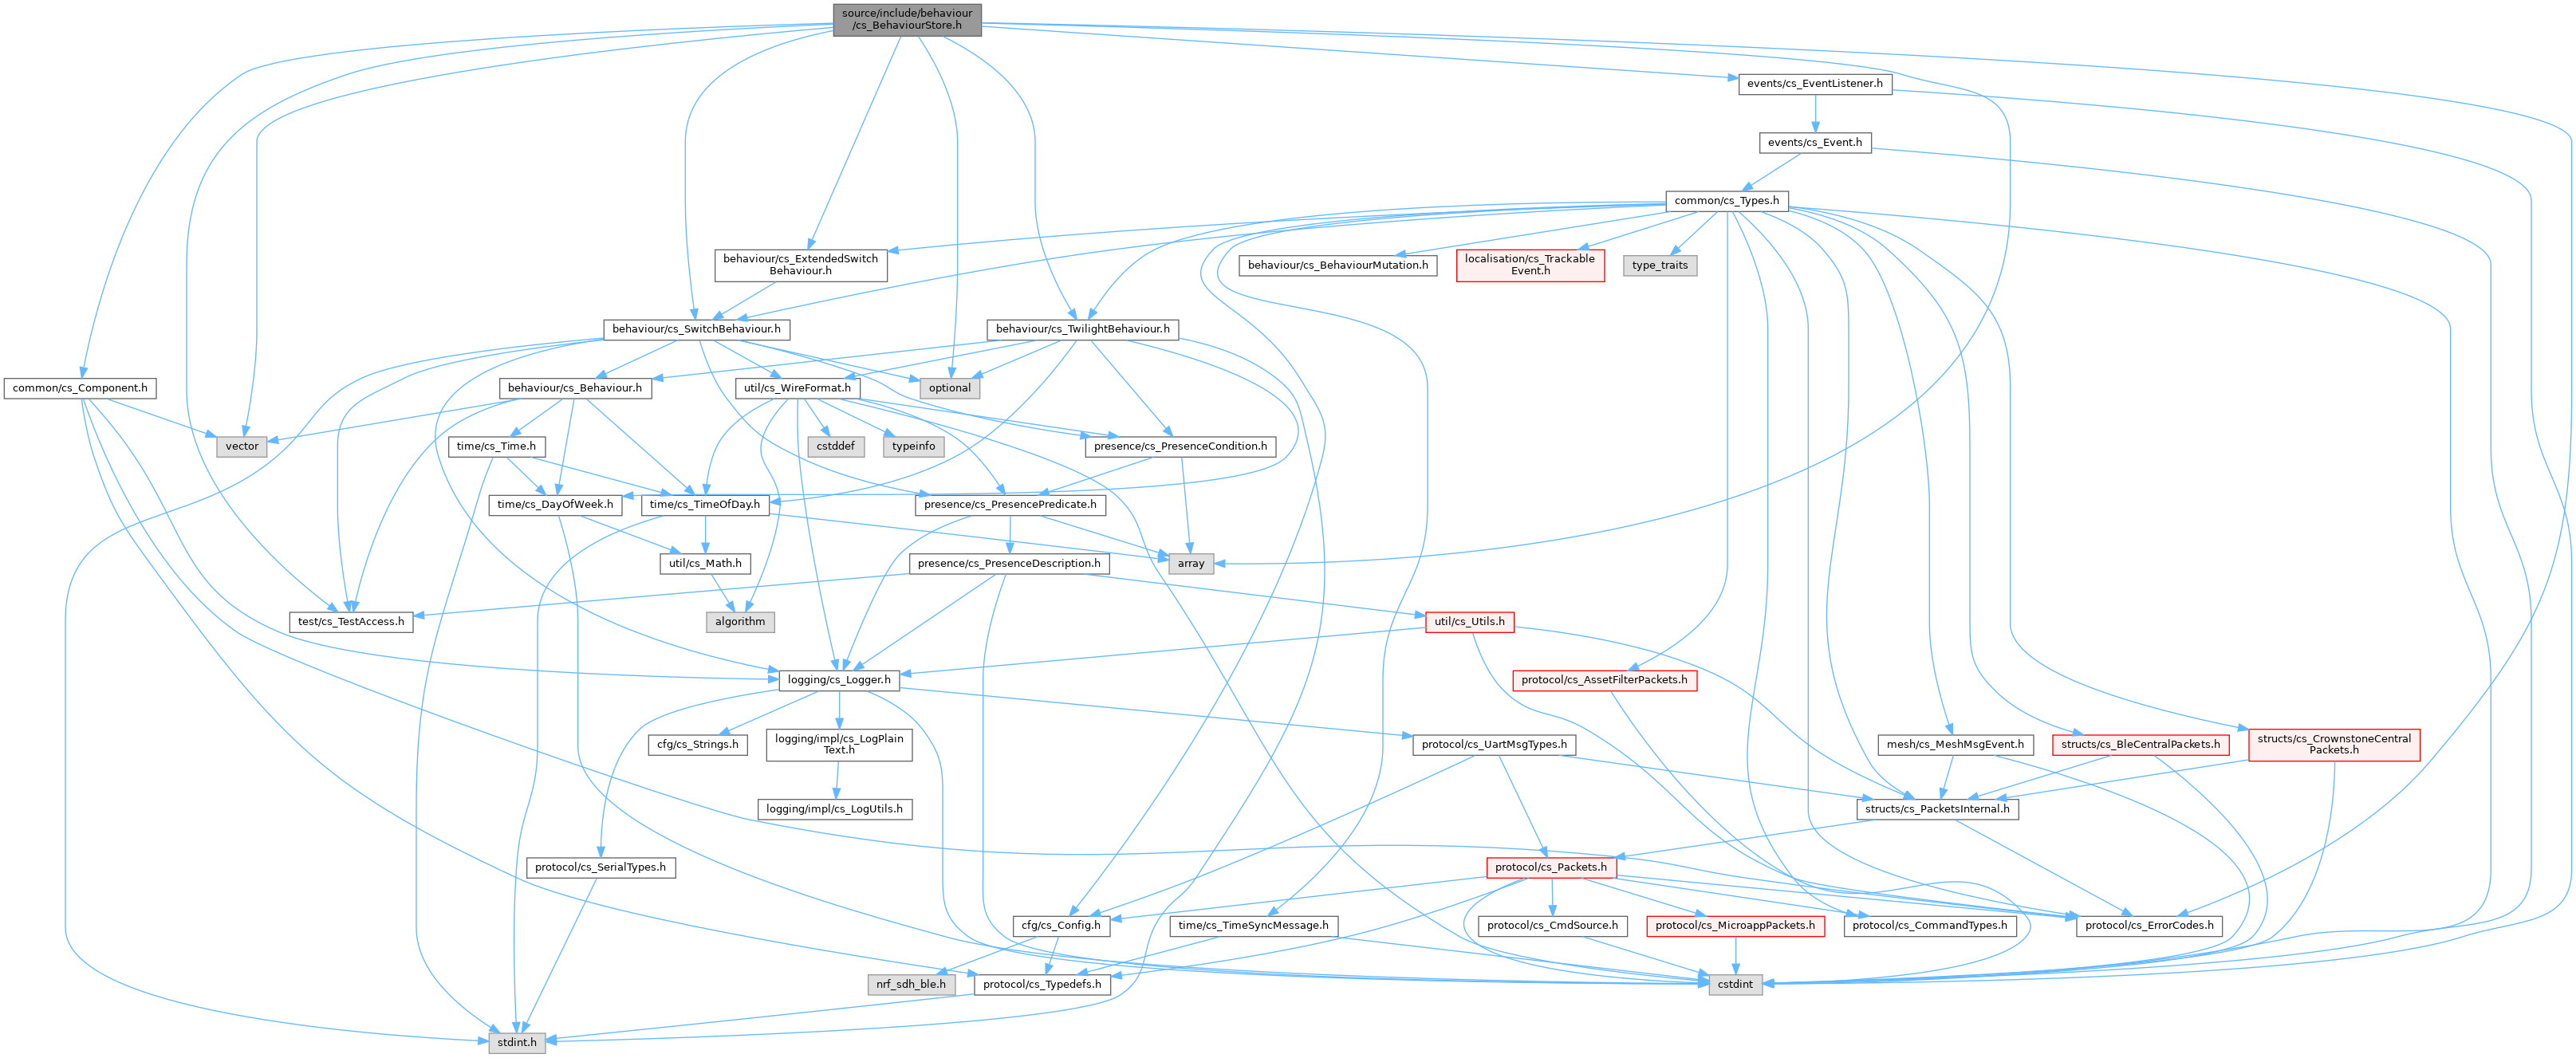 source/include/behaviour
/cs_BehaviourStore.h
events/cs_EventListener.h
events/cs_Event.h
common/cs_Types.h
behaviour/cs_ExtendedSwitch
Behaviour.h
behaviour/cs_BehaviourMutation.h
localisation/cs_Trackable
Event.h
type_traits
behaviour/cs_SwitchBehaviour.h
behaviour/cs_TwilightBehaviour.h
common/cs_Component.h
behaviour/cs_Behaviour.h
util/cs_WireFormat.h
optional
vector
time/cs_Time.h
cstddef
typeinfo
presence/cs_PresenceCondition.h
time/cs_DayOfWeek.h
time/cs_TimeOfDay.h
presence/cs_PresencePredicate.h
util/cs_Math.h
presence/cs_PresenceDescription.h
array
test/cs_TestAccess.h
algorithm
util/cs_Utils.h
logging/cs_Logger.h
protocol/cs_AssetFilterPackets.h
cfg/cs_Strings.h
logging/impl/cs_LogPlain
Text.h
protocol/cs_UartMsgTypes.h
mesh/cs_MeshMsgEvent.h
structs/cs_BleCentralPackets.h
structs/cs_CrownstoneCentral
Packets.h
logging/impl/cs_LogUtils.h
structs/cs_PacketsInternal.h
protocol/cs_SerialTypes.h
protocol/cs_Packets.h
cfg/cs_Config.h
time/cs_TimeSyncMessage.h
protocol/cs_CmdSource.h
protocol/cs_MicroappPackets.h
protocol/cs_CommandTypes.h
protocol/cs_ErrorCodes.h
nrf_sdh_ble.h
protocol/cs_Typedefs.h
cstdint
stdint.h